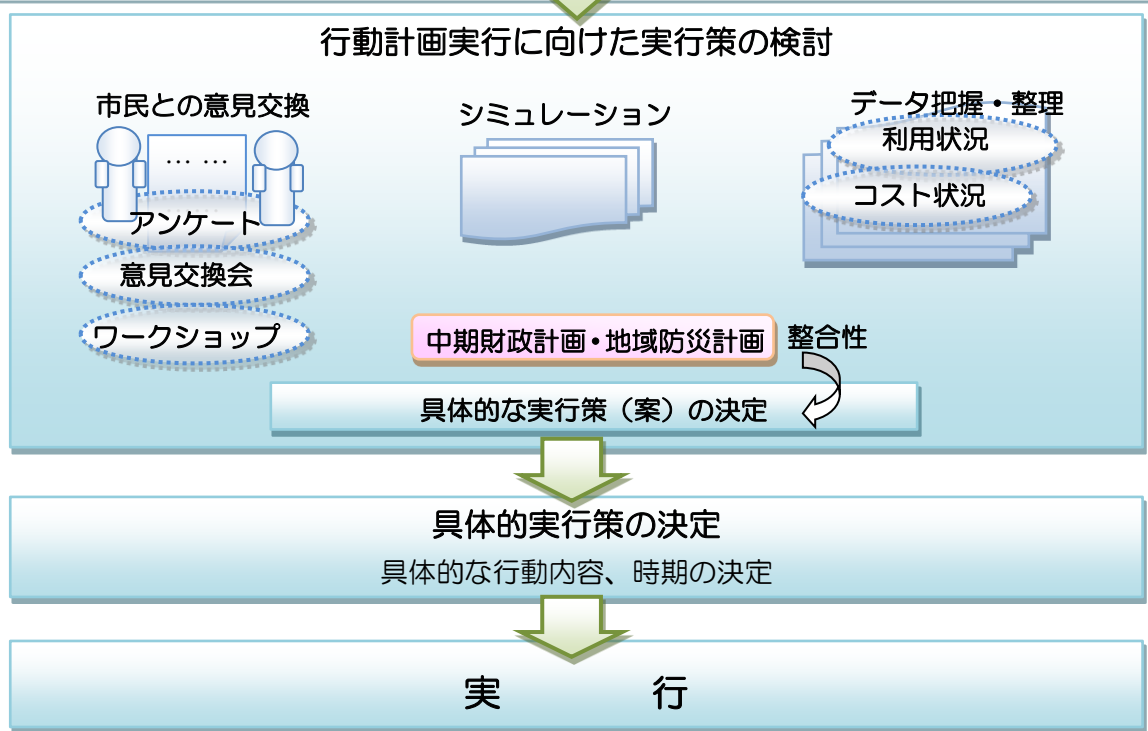 行動計画実行に向けた実行策の検討
市民との意見交換
… …
アンケート
意見交換会
ワークショップ
シミュレーション
データ把握・整理
利用状況
コスト状況
中期財政計画・地域防災計画
整合性
具体的な実行策（案）の決定
具体的実行策の決定
具体的な行動内容、時期の決定
実　　　　行